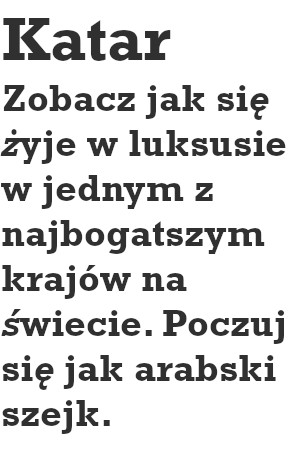 Katar
Zobacz jak się
żyje w luksusie
w jednym z
najbogatszym
krajów na
świecie. Poczuj
się jak arabski
szejk.